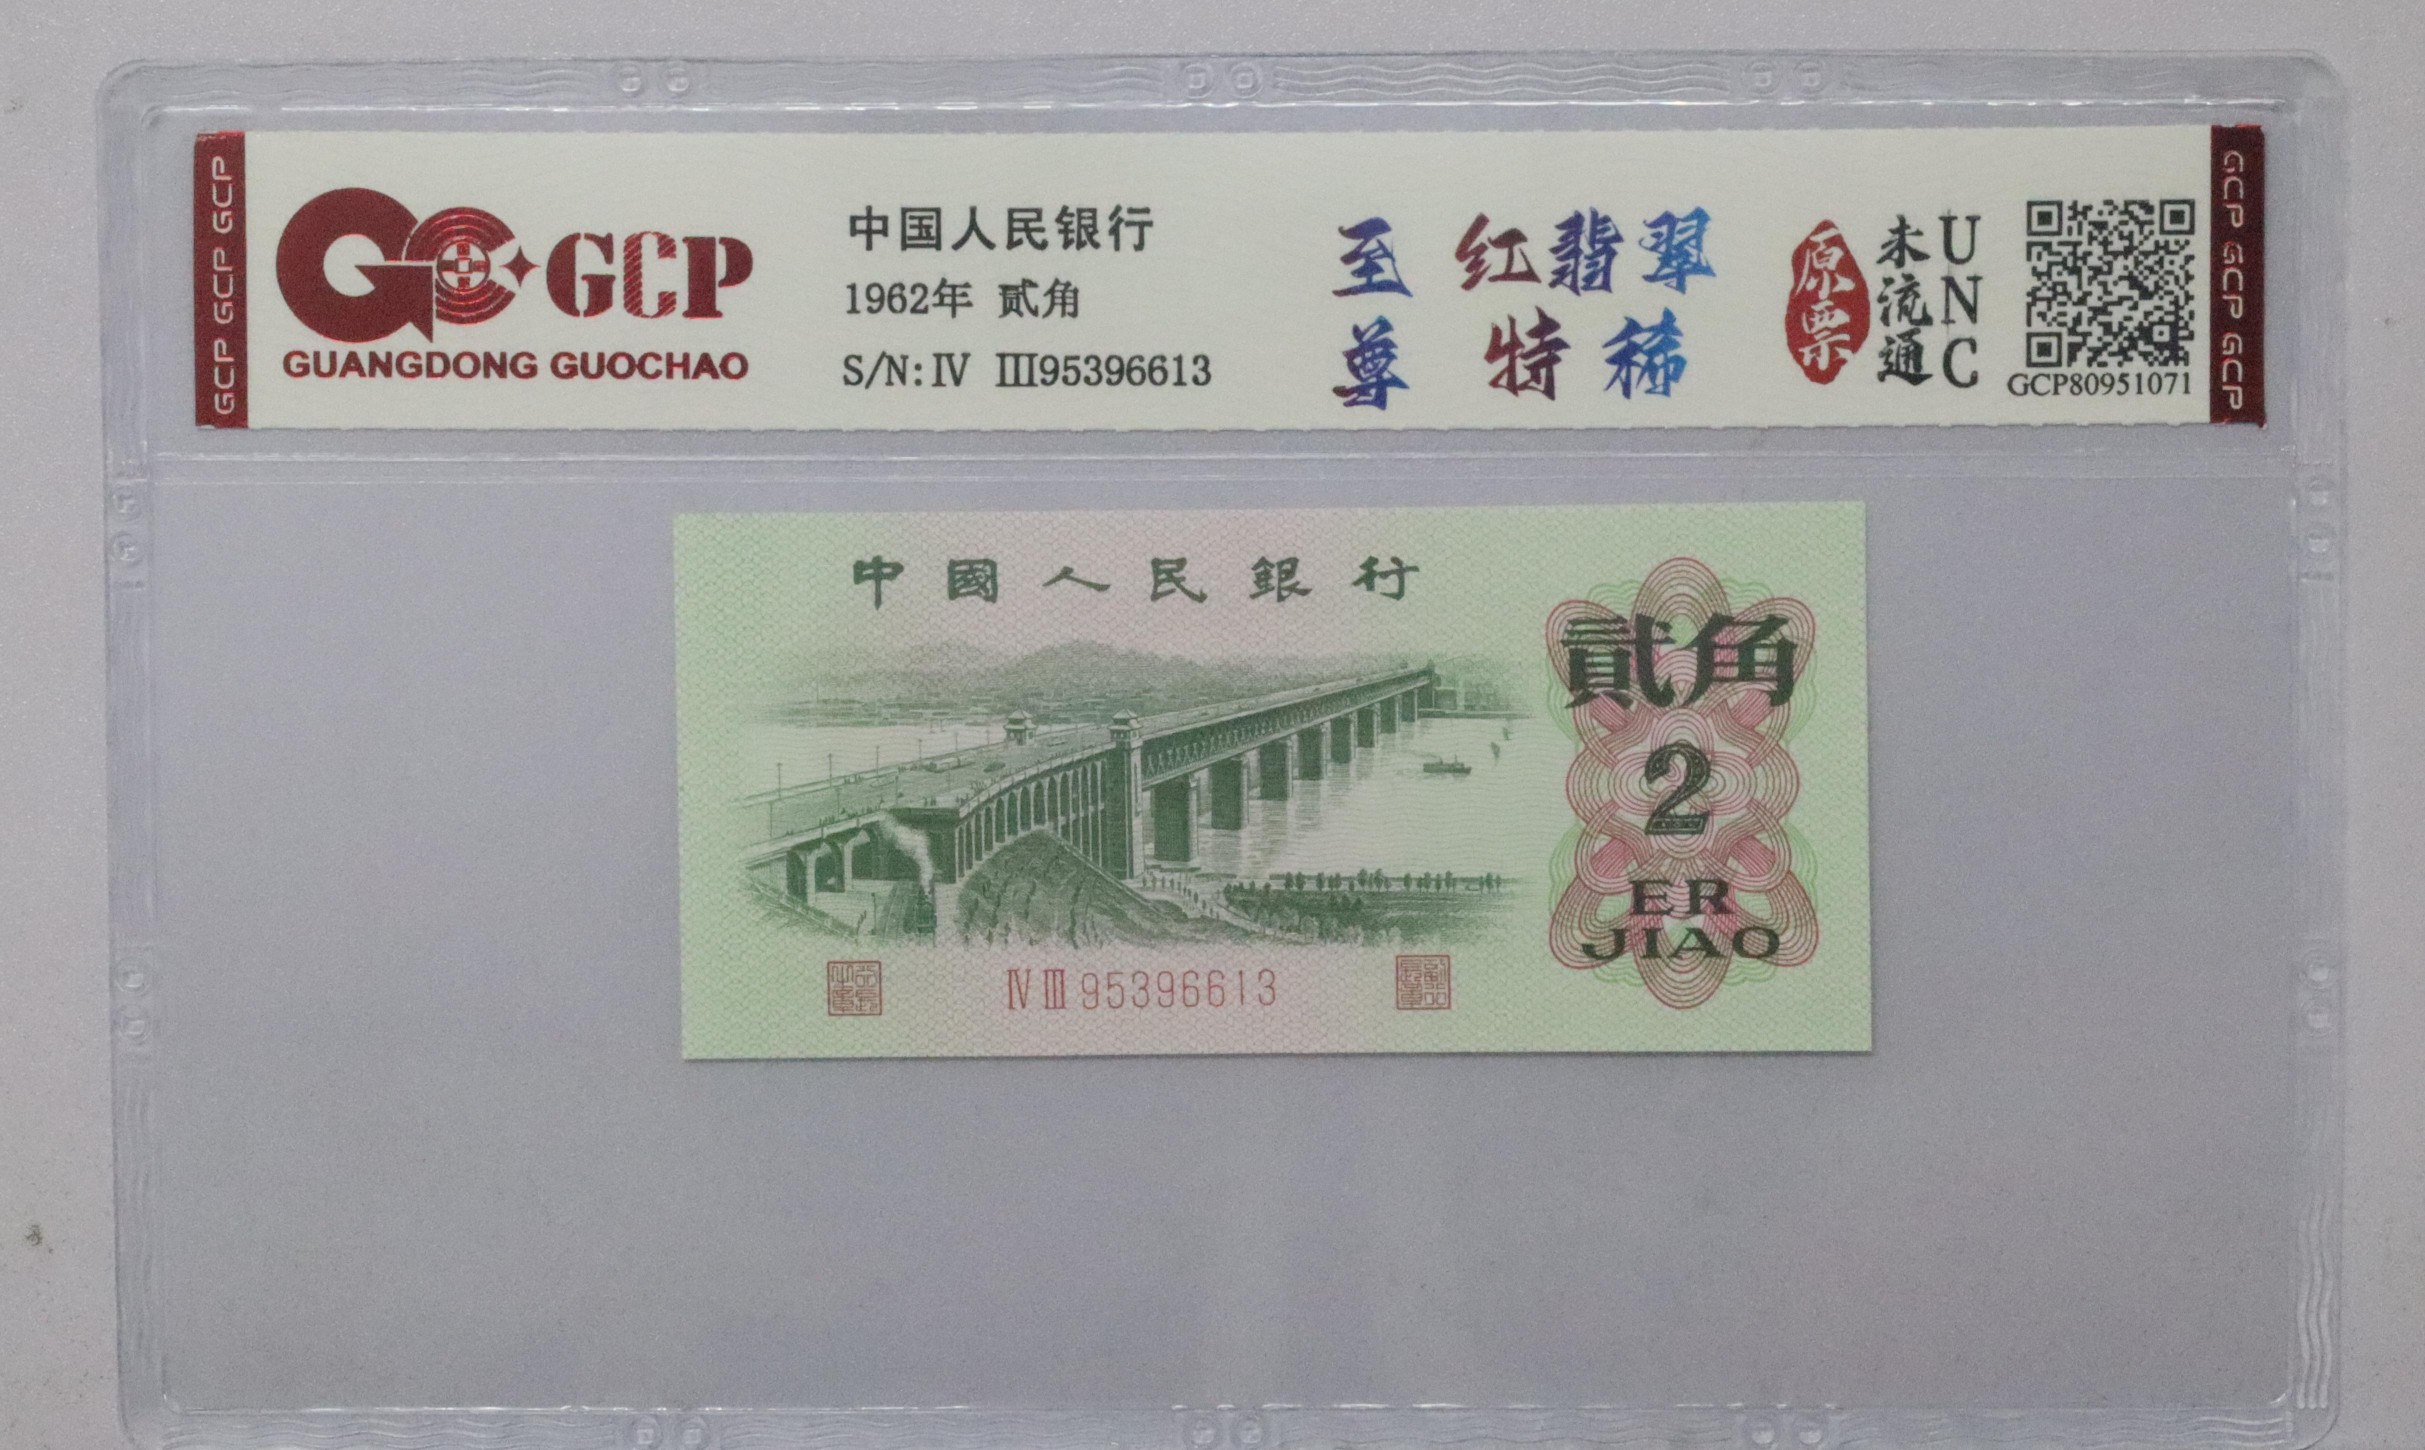 GCP GCP GCP
GCP
GUANGDONG GUOCHAO
中国人民银行
1962年 贰角
S/N: IV III95396613
至尊
红翡翠
特稀
原票
未流通
UNC
GCP80951071
GCP GCP GCP
中國人民銀行
貳角
2
ER
JIAO
IV III 95396613